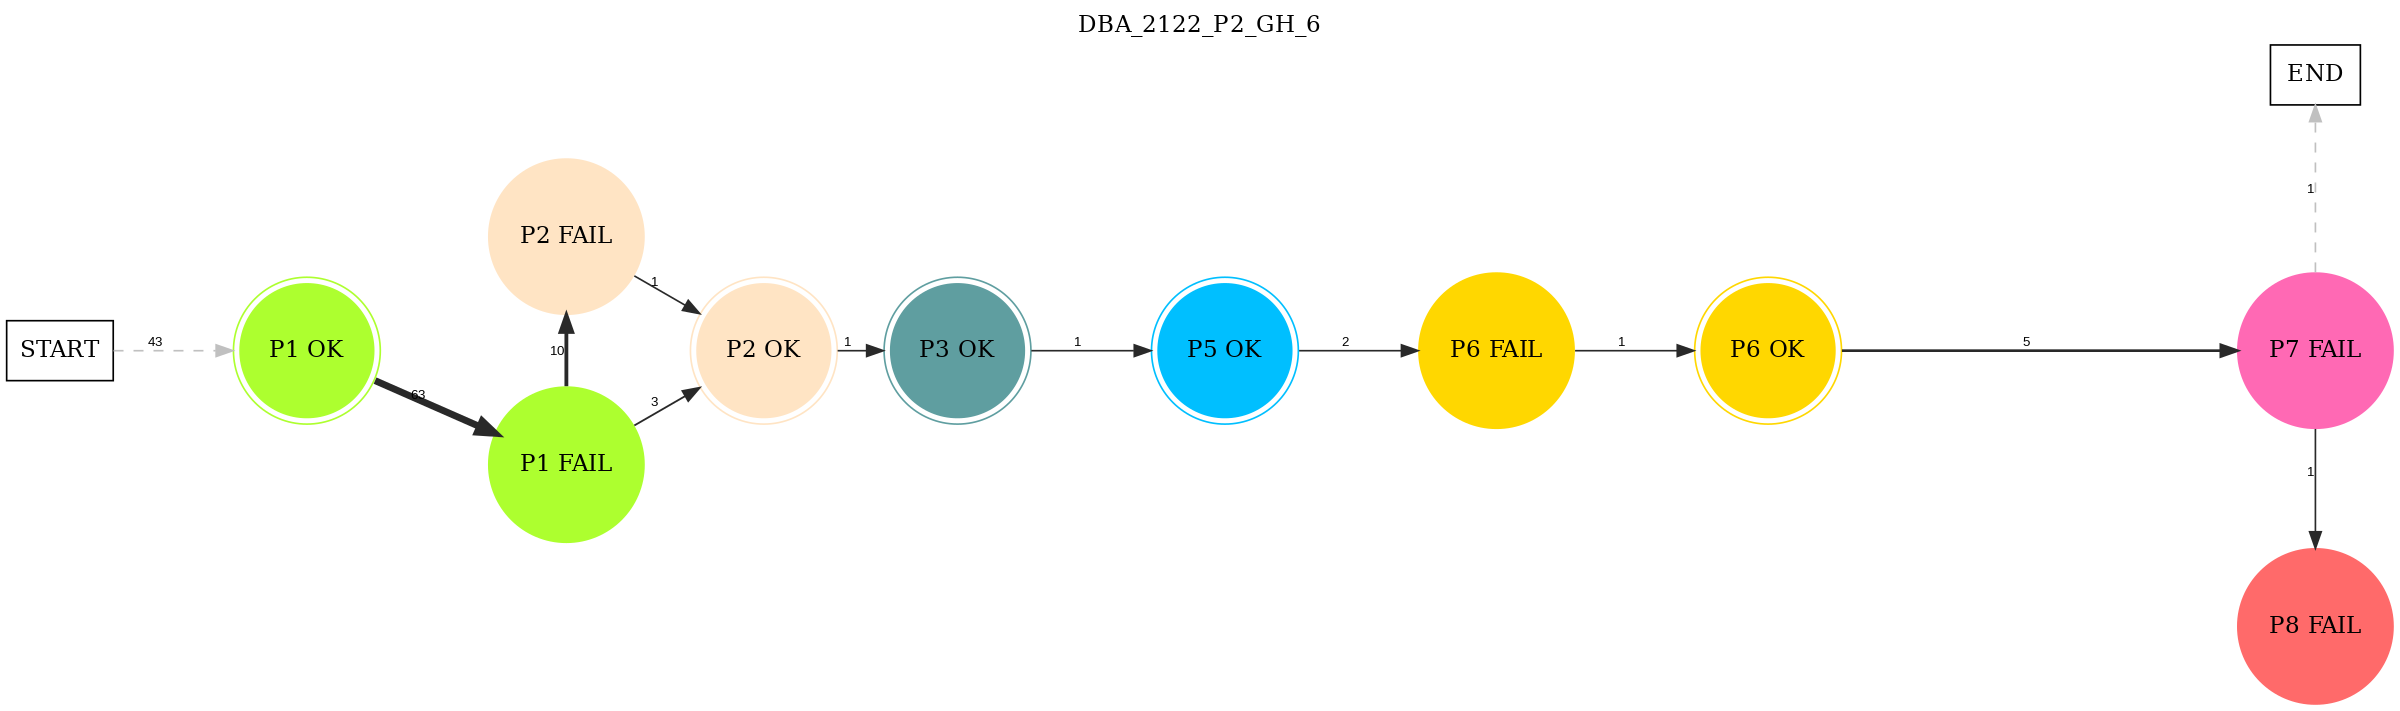 DBA_2122_P2_GH_6
END
1
P2 FAIL
1
START
43
P1 OK
63
10
P1 FAIL
3
P2 OK
1
P3 OK
1
P5 OK
2
P6 FAIL
1
P6 OK
5
P7 FAIL
1
P8 FAIL